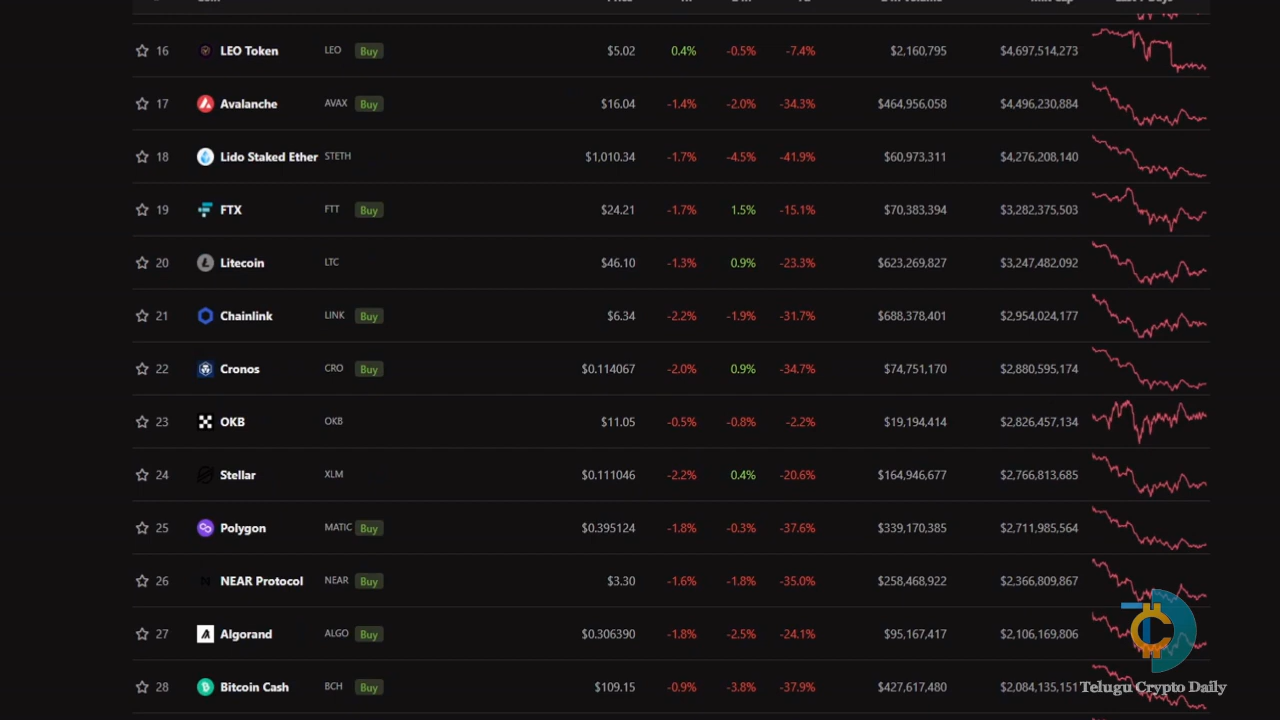 16 LEO Token LEO Buy $5.02 0.4% -0.5% -7.4% $2,160,795 $4,697,514,273
17 Avalanche AVAX Buy $16.04 -1.4% -2.0% -34.3% $464,956,058 $4,496,230,884
18 Lido Staked Ether STETH $1,010.34 -1.7% -4.5% -41.9% $60,973,311 $4,276,208,140
19 FTX FTT Buy $24.21 -1.7% 1.5% -15.1% $70,383,394 $3,282,375,503
20 Litecoin LTC $46.10 -1.3% 0.9% -23.3% $623,269,827 $3,247,482,092
21 Chainlink LINK Buy $6.34 -2.2% -1.9% -31.7% $688,378,401 $2,954,024,177
22 Cronos CRO Buy $0.114067 -2.0% 0.9% -34.7% $74,751,170 $2,880,595,174
23 OKB OKB $11.05 -0.5% -0.8% -2.2% $19,194,414 $2,826,457,134
24 Stellar XLM $0.111046 -2.2% 0.4% -20.6% $164,946,677 $2,766,813,685
25 Polygon MATIC Buy $0.395124 -1.8% -0.3% -37.6% $339,170,385 $2,711,985,564
26 NEAR Protocol NEAR Buy $3.30 -1.6% -1.8% -35.0% $258,468,922 $2,366,809,867
27 Algorand ALGO Buy $0.306390 -1.8% -2.5% -24.1% $95,167,417 $2,106,169,806
28 Bitcoin Cash BCH Buy $109.15 -0.9% -3.8% -37.9% $427,617,480 $2,084,135,151
Telugu Crypto Daily